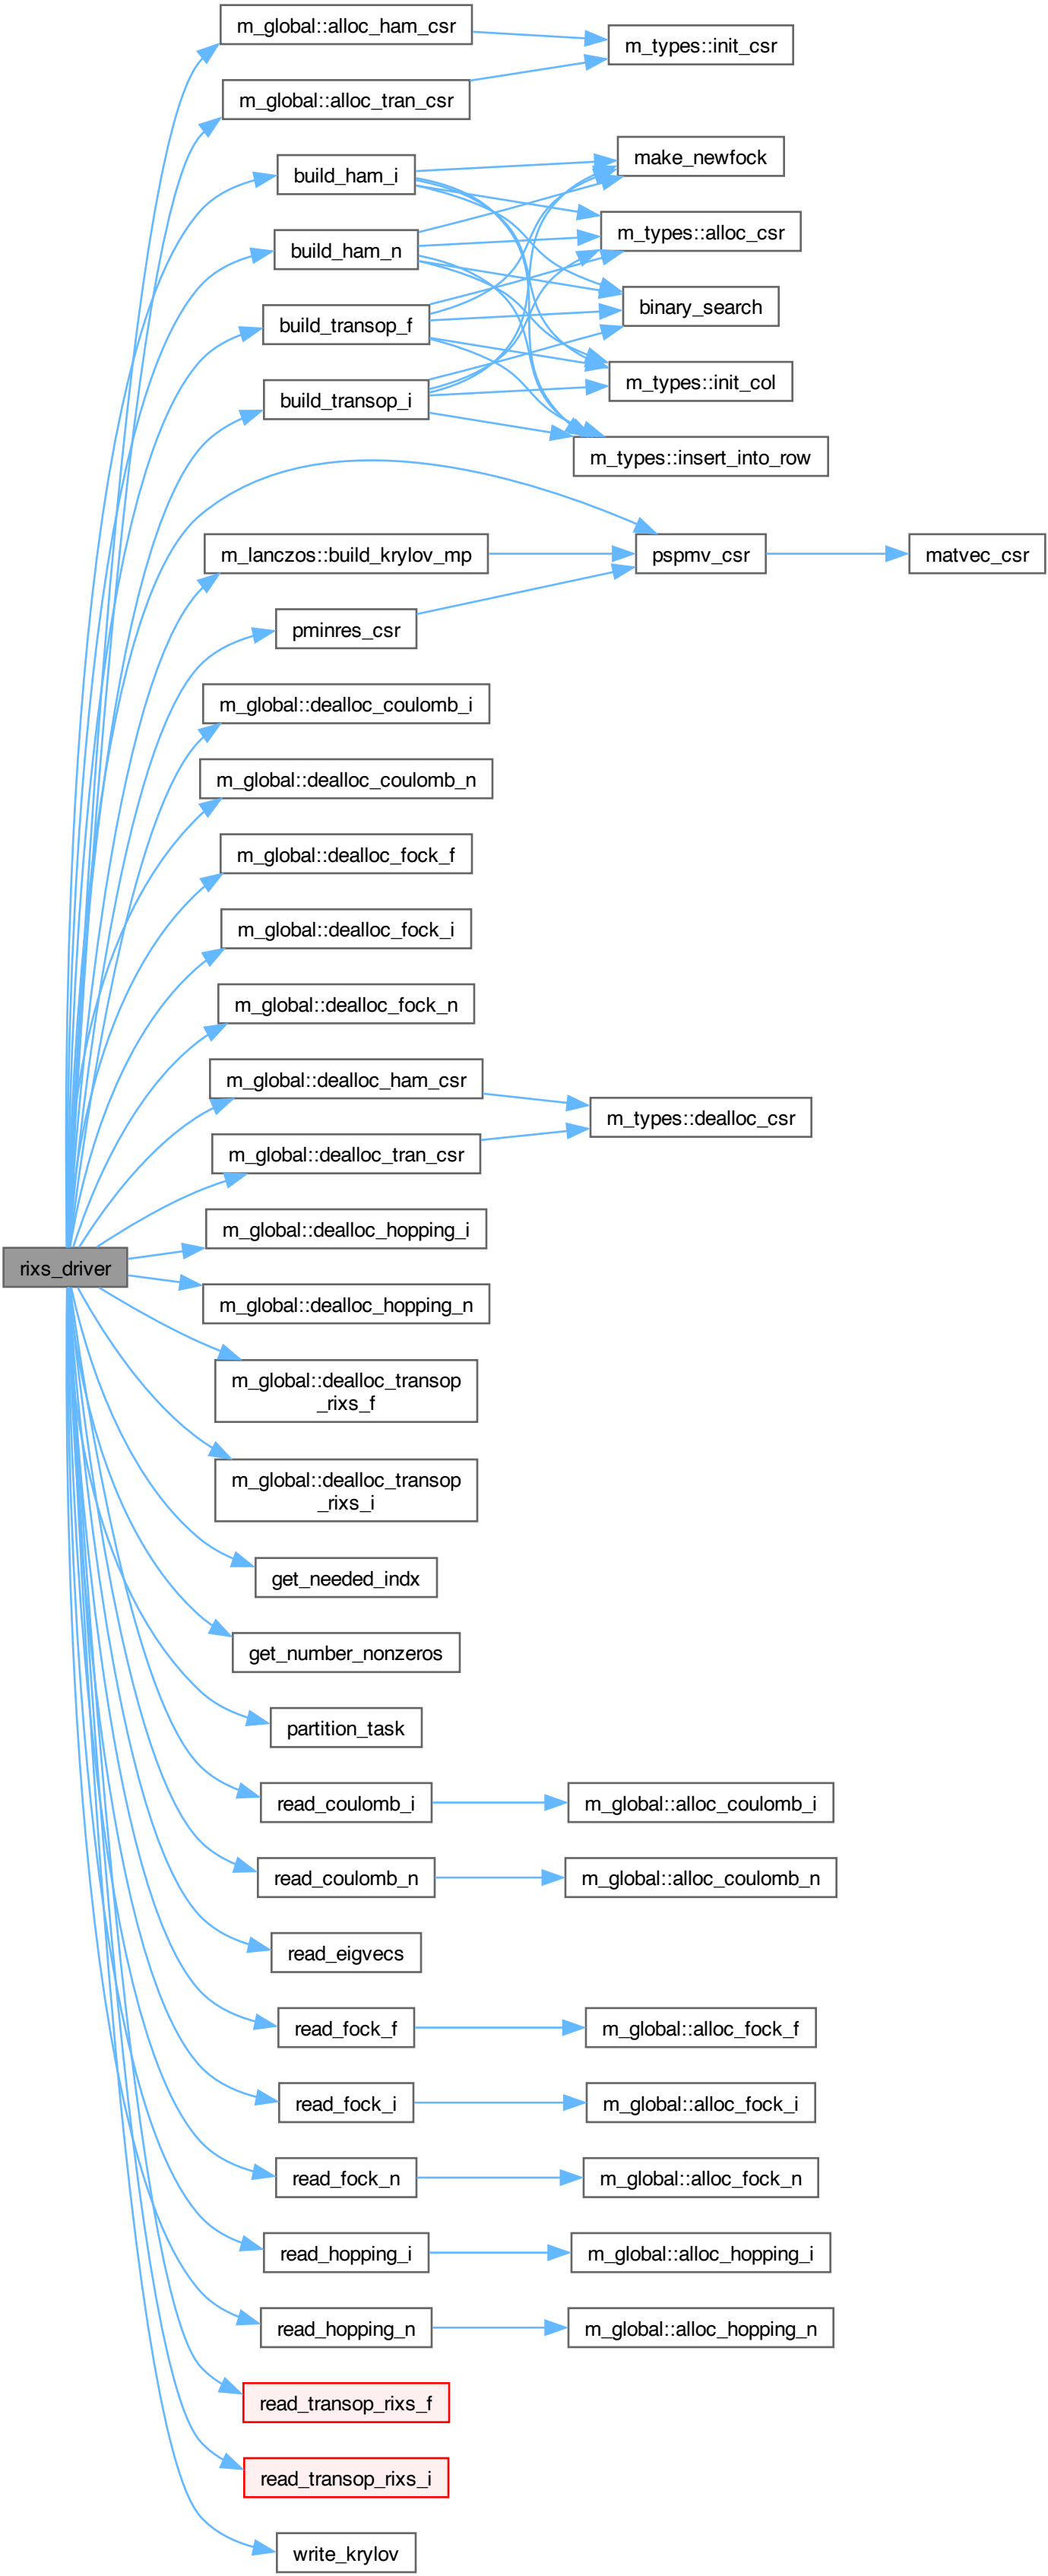 m_global::alloc_ham_csr
m_types::init_csr
m_global::alloc_tran_csr
make_newfock
build_ham_i
m_types::alloc_csr
build_ham_n
binary_search
build_transop_f
m_types::init_col
build_transop_i
m_types::insert_into_row
m_lanczos::build_krylov_mp
pspmv_csr
matvec_csr
pminres_csr
m_global::dealloc_coulomb_i
m_global::dealloc_coulomb_n
m_global::dealloc_fock_f
m_global::dealloc_fock_i
m_global::dealloc_fock_n
m_global::dealloc_ham_csr
m_types::dealloc_csr
m_global::dealloc_tran_csr
m_global::dealloc_hopping_i
rixs_driver
m_global::dealloc_hopping_n
m_global::dealloc_transop
_rixs_f
m_global::dealloc_transop
_rixs_i
get_needed_indx
get_number_nonzeros
partition_task
read_coulomb_i
m_global::alloc_coulomb_i
read_coulomb_n
m_global::alloc_coulomb_n
read_eigvecs
read_fock_f
m_global::alloc_fock_f
read_fock_i
m_global::alloc_fock_i
read_fock_n
m_global::alloc_fock_n
read_hopping_i
m_global::alloc_hopping_i
read_hopping_n
m_global::alloc_hopping_n
read_transop_rixs_f
read_transop_rixs_i
write_krylov